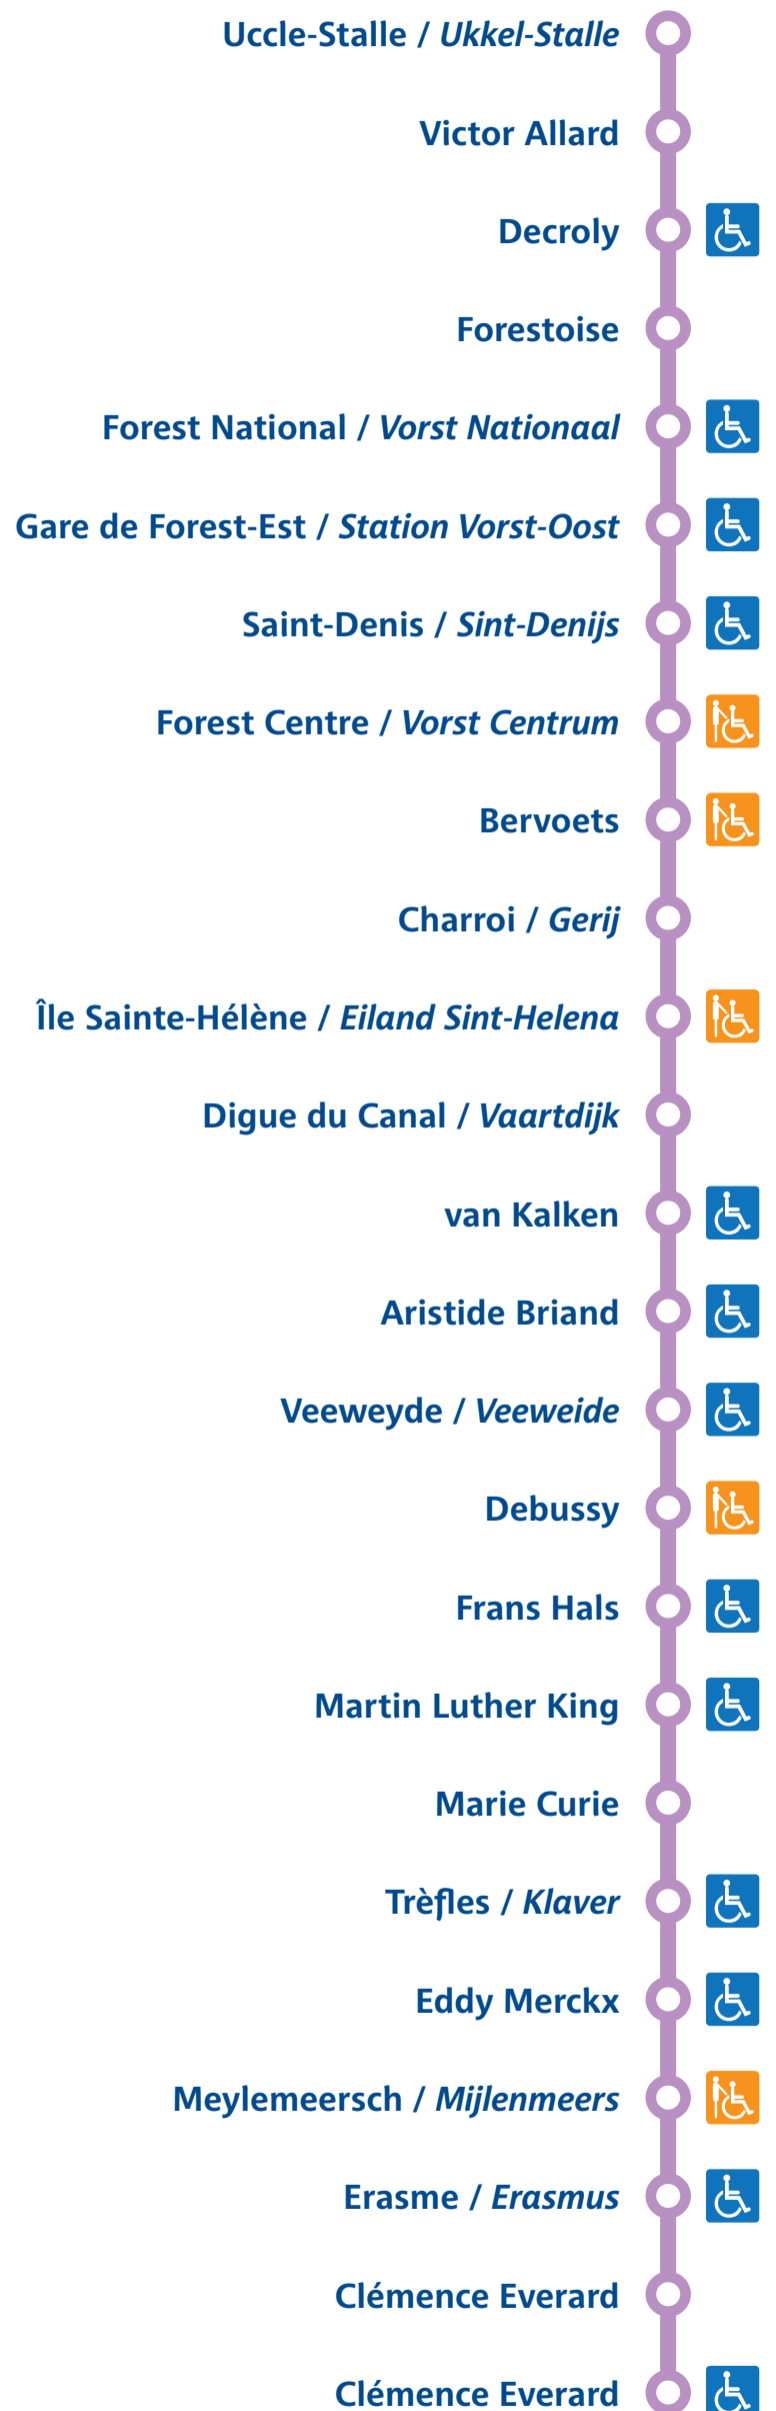 Uccle-Stalle / Ukkel-Stalle
Victor Allard
Decroly
Forestoise
Forest National / Vorst Nationaal
Gare de Forest-Est / Station Vorst-Oost
Saint-Denis / Sint-Denijs
Forest Centre / Vorst Centrum
Bervoets
Charroi / Gerij
Île Sainte-Hélène / Eiland Sint-Helena
Digue du Canal / Vaartdijk
van Kalken
Aristide Briand
Veeweyde / Veeweide
Debussy
Frans Hals
Martin Luther King
Marie Curie
Trèfles / Klaver
Eddy Merckx
Meylemeersch / Mijlenmeers
Erasme / Erasmus
Clémence Everard
Clémence Everard